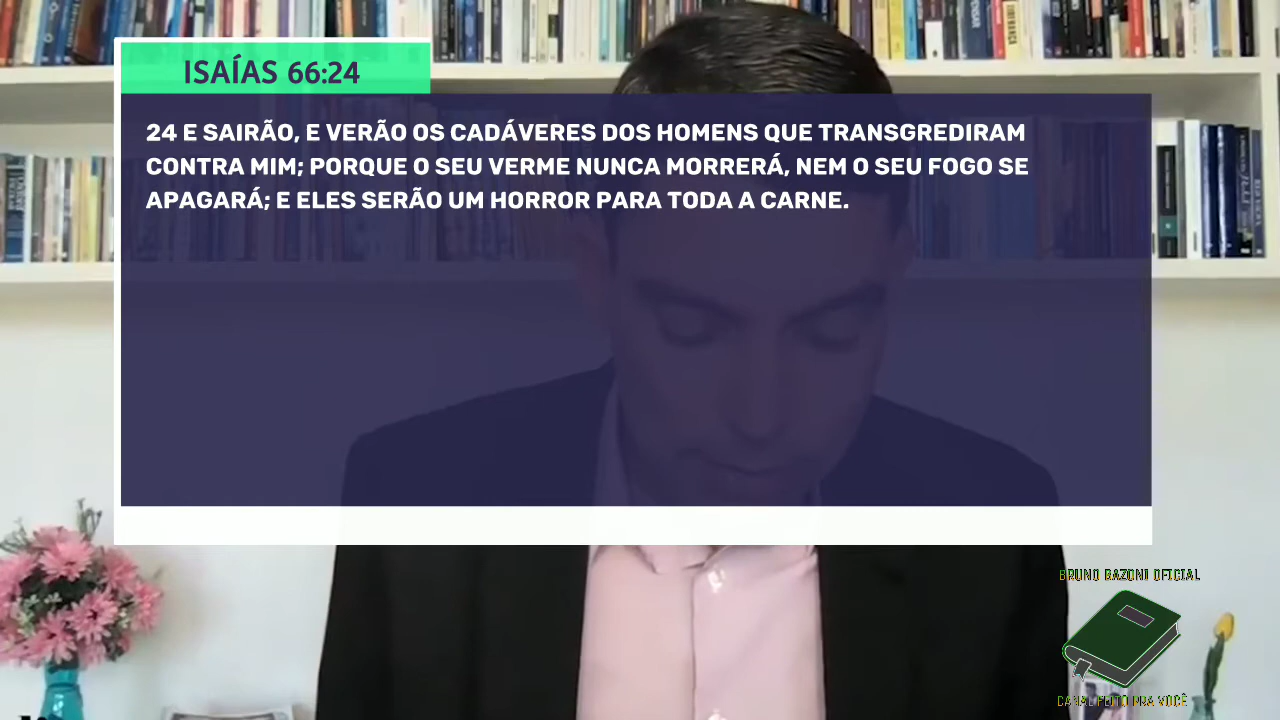 ISAÍAS 66:24
24 E SAIRÃO, E VERÃO OS CADÁVERES DOS HOMENS QUE TRANSGREDIRAM
CONTRA MIM; PORQUE O SEU VERME NUNCA MORRERÁ, NEM O SEU FOGO SE
APAGARÁ; E ELES SERÃO UM HORROR PARA TODA A CARNE.
BRUNO RAZONI OFICIAL
CANAL FEITO PRA VOCÊ